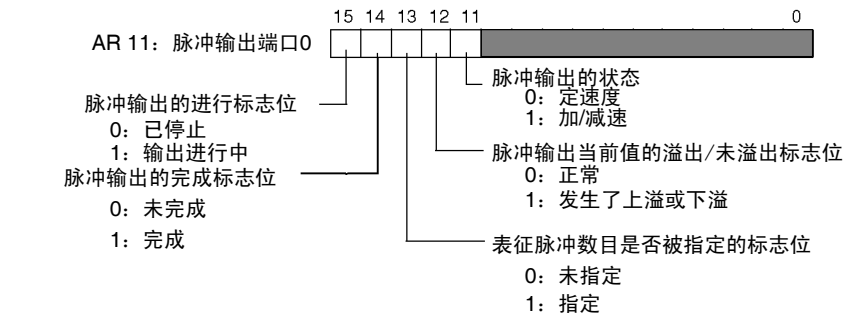 15 14 13 12 11 0
AR 11：脉冲输出端口0
脉冲输出的进行标志位
0：已停止
1：输出进行中
脉冲输出的完成标志位
0：未完成
1：完成
脉冲输出的状态
0：定速度
1：加/减速
脉冲输出当前值的溢出/未溢出标志位
0：正常
1：发生了上溢或下溢
表征脉冲数目是否被指定的标志位
0：未指定
1：指定